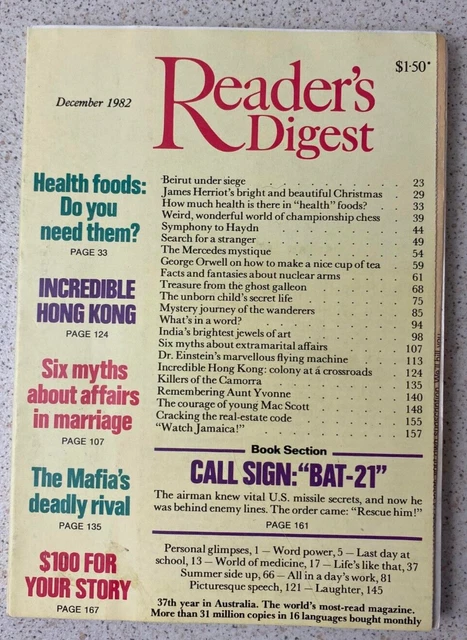 December 1982
Reader's
Digest
$1·50*
Health foods:
Do you
need them?
PAGE 33
INCREDIBLE
HONG KONG
PAGE 124
Six myths
about affairs
in marriage
PAGE 107
The Mafia's
deadly rival
PAGE 135
$100 FOR
YOUR STORY
PAGE 167
Beirut under siege . . . . . . . . . . 23
James Herriot's bright and beautiful Christmas . 29
How much health is there in "health" foods? . 33
Weird, wonderful world of championship chess . 39
Symphony to Haydn . . . . . . . . . 44
Search for a stranger . . . . . . . . . 49
The Mercedes mystique . . . . . . . . 54
George Orwell on how to make a nice cup of tea . 59
Facts and fantasies about nuclear arms . . . 61
Treasure from the ghost galleon . . . . . 68
The unborn child's secret life . . . . . . 75
Mystery journey of the wanderers . . . . 85
What's in a word? . . . . . . . . . . 94
India's brightest jewels of art . . . . . . 98
Six myths about extramarital affairs . . . . 107
Dr. Einstein's marvellous flying machine . . . 113
Incredible Hong Kong: colony at a crossroads . 124
Killers of the Camorra . . . . . . . . 135
Remembering Aunt Yvonne . . . . . . 140
The courage of young Mac Scott . . . . . 148
Cracking the real-estate code . . . . . . 155
"Watch Jamaica!" . . . . . . . . . . 157
Book Section
CALL SIGN: "BAT-21"
The airman knew vital U.S. missile secrets, and now he
was behind enemy lines. The order came: "Rescue him!"
PAGE 161
Personal glimpses, 1 — Word power, 5 — Last day at
school, 13 — World of medicine, 17 — Life's like that, 37
Summer side up, 66 — All in a day's work, 81
Picturesque speech, 121 — Laughter, 145
37th year in Australia. The world's most-read magazine.
More than 31 million copies in 16 languages bought monthly